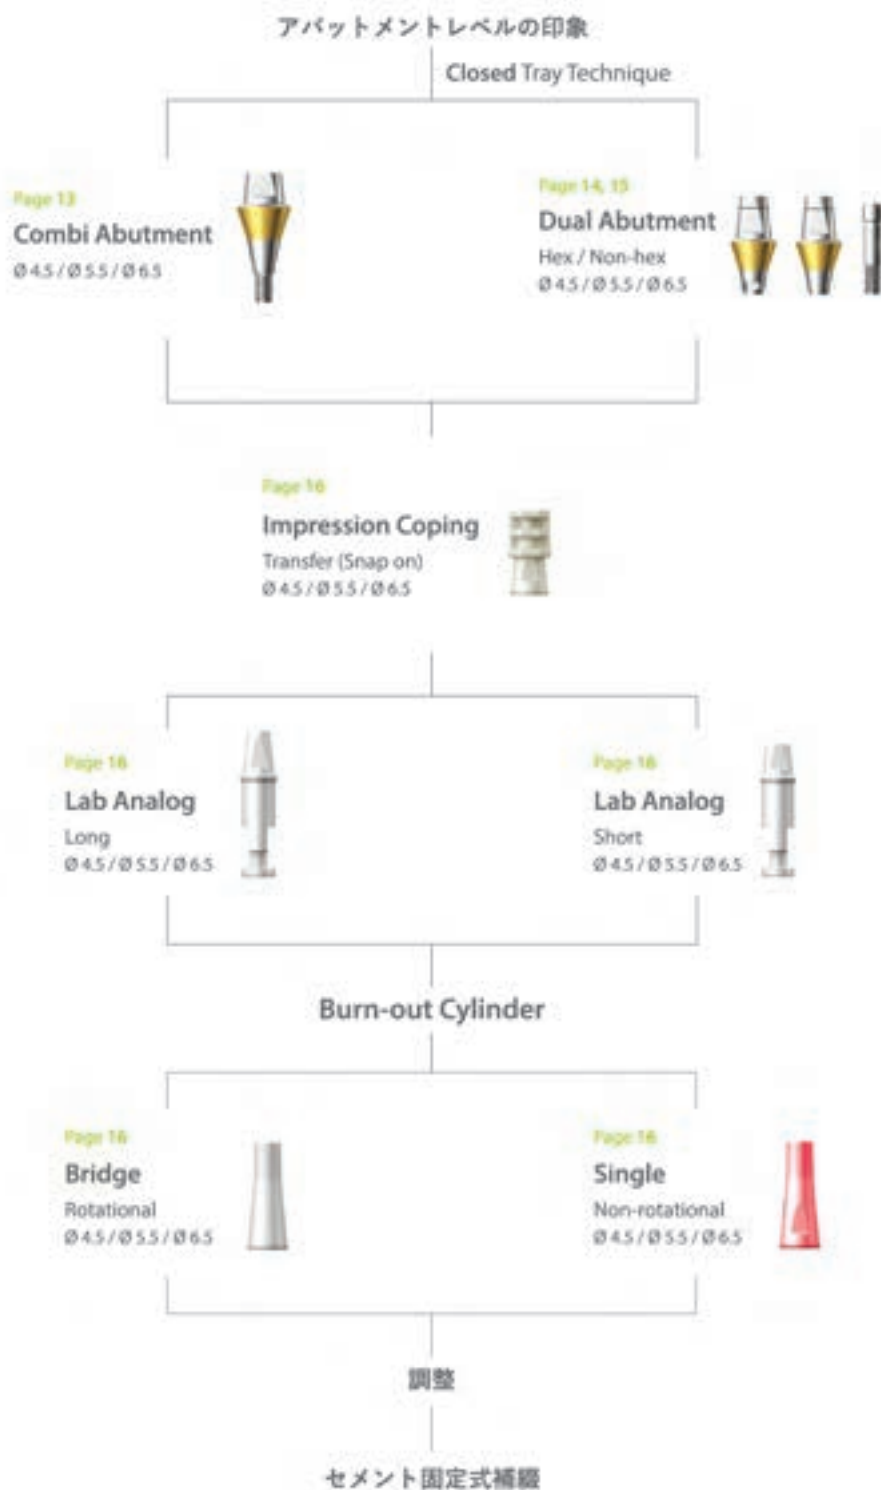 アバットメントレベルの印象
Closed Tray Technique
Page 13
Combi Abutment
Ø 4.5 / Ø 5.5 / Ø 6.5
Page 14, 15
Dual Abutment
Hex / Non-hex
Ø 4.5 / Ø 5.5 / Ø 6.5
Page 16
Impression Coping
Transfer (Snap on)
Ø 4.5 / Ø 5.5 / Ø 6.5
Page 16
Lab Analog
Long
Ø 4.5 / Ø 5.5 / Ø 6.5
Page 16
Lab Analog
Short
Ø 4.5 / Ø 5.5 / Ø 6.5
Burn-out Cylinder
Page 16
Bridge
Rotational
Ø 4.5 / Ø 5.5 / Ø 6.5
Page 16
Single
Non-rotational
Ø 4.5 / Ø 5.5 / Ø 6.5
調整
セメント固定式補綴